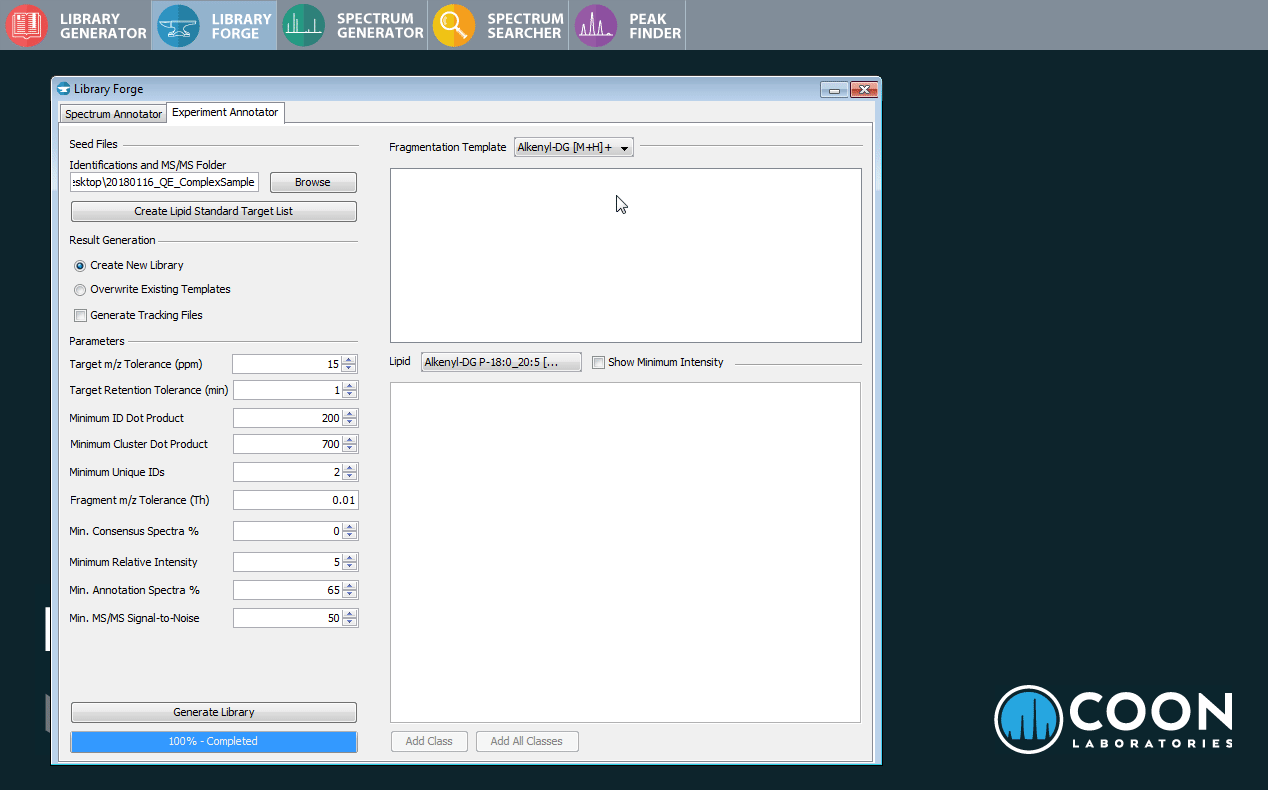 LIBRARY
GENERATOR
LIBRARY
FORGE
SPECTRUM
GENERATOR
SPECTRUM
SEARCHER
PEAK
FINDER
Library Forge
Spectrum Annotator
Experiment Annotator
Seed Files
Identifications and MS/MS Folder
esktop\20180116_QE_ComplexSample
Browse
Create Lipid Standard Target List
Result Generation
Create New Library
Overwrite Existing Templates
Generate Tracking Files
Parameters
Target m/z Tolerance (ppm) 15
Target Retention Tolerance (min) 1
Minimum ID Dot Product 200
Minimum Cluster Dot Product 700
Minimum Unique IDs 2
Fragment m/z Tolerance (Th) 0.01
Min. Consensus Spectra % 0
Minimum Relative Intensity 5
Min. Annotation Spectra % 65
Min. MS/MS Signal-to-Noise 50
Generate Library
100% - Completed
Fragmentation Template Alkenyl-DG [M+H]+
Lipid Alkenyl-DG P-18:0_20:5 [... Show Minimum Intensity
Add Class
Add All Classes
COON
LABORATORIES